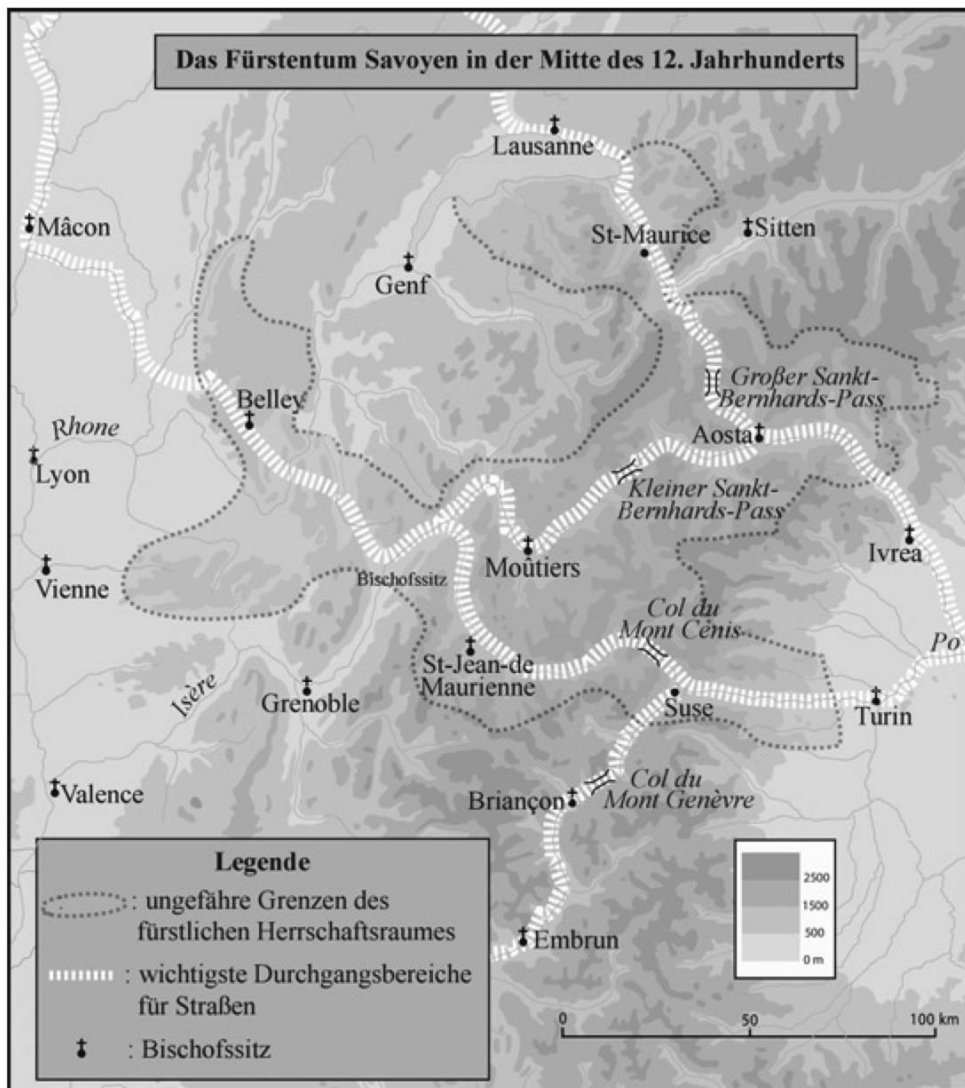 Das Fürstentum Savoyen in der Mitte des 12. Jahrhunderts
Lausanne
Mâcon
St-Maurice
Sitten
Genf
Großer Sankt-
Bernhards-Pass
Belley
Rhone
Aosta
Lyon
Kleiner Sankt-
Bernhards-Pass
Ivrea
Vienne
Bischofssitz
Moûtiers
Col du
Mont Cenis
Po
St-Jean-de
Maurienne
Isère
Grenoble
Suse
Turin
Valence
Briançon
Col du
Mont Genèvre
Embrun
Legende
: ungefähre Grenzen des
fürstlichen Herrschaftsraumes
: wichtigste Durchgangsbereiche
für Straßen
: Bischofssitz
2500
1500
500
0 m
0 50 100 km